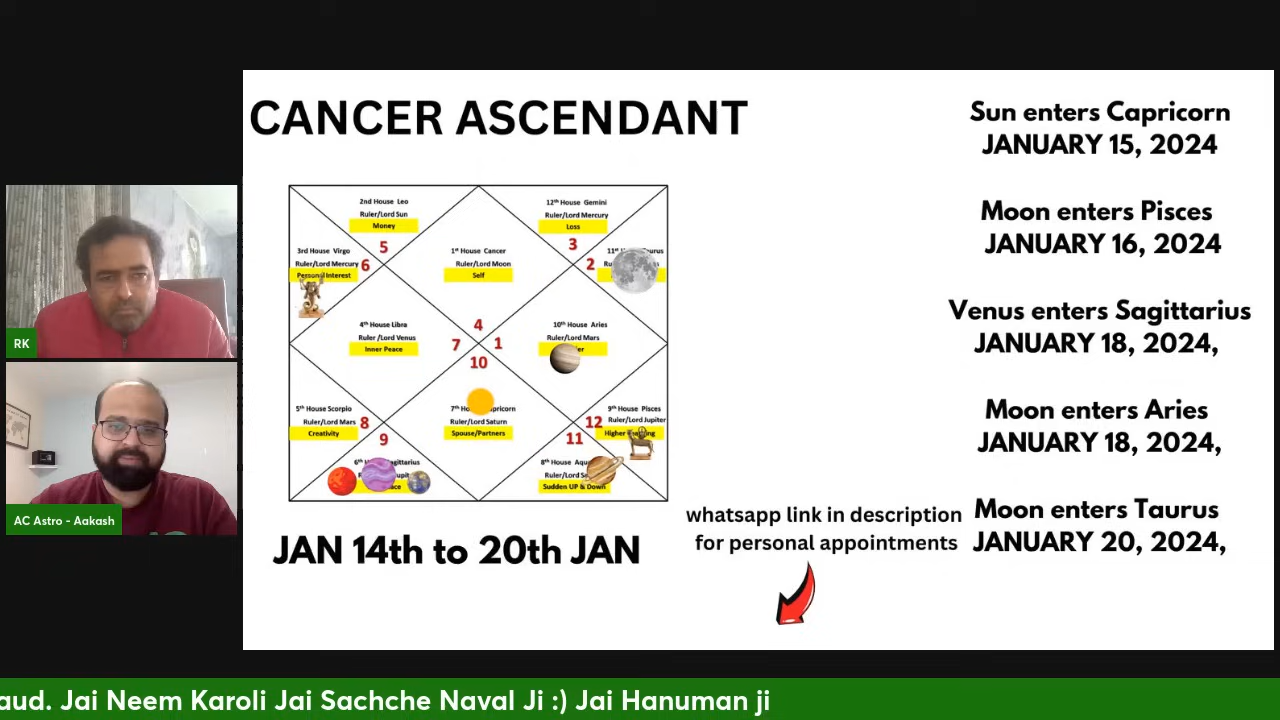 CANCER ASCENDANT
2nd House Leo
Ruler/Lord Sun
Money
5
12th House Gemini
Ruler/Lord Mercury
Loss
3
3rd House Virgo
Ruler/Lord Mercury
Personal Interest
6
1st House Cancer
Ruler/Lord Moon
Self
2
4th House Libra
Ruler /Lord Venus
Inner Peace
4
7
1
10
10th House Aries
Ruler/Lord Mars
5th House Scorpio
Ruler/Lord Mars
Creativity
8
9
Ruler/Lord Saturn
Spouse/Partners
9th House Pisces
Ruler/Lord Jupiter
12
11
8th House
Sudden UP & Down
JAN 14th to 20th JAN
Sun enters Capricorn
JANUARY 15, 2024
Moon enters Pisces
JANUARY 16, 2024
Venus enters Sagittarius
JANUARY 18, 2024,
Moon enters Aries
JANUARY 18, 2024,
Moon enters Taurus
JANUARY 20, 2024,
whatsapp link in description
for personal appointments
RK
AC Astro - Aakash
aud. Jai Neem Karoli Jai Sachche Naval Ji :) Jai Hanuman ji